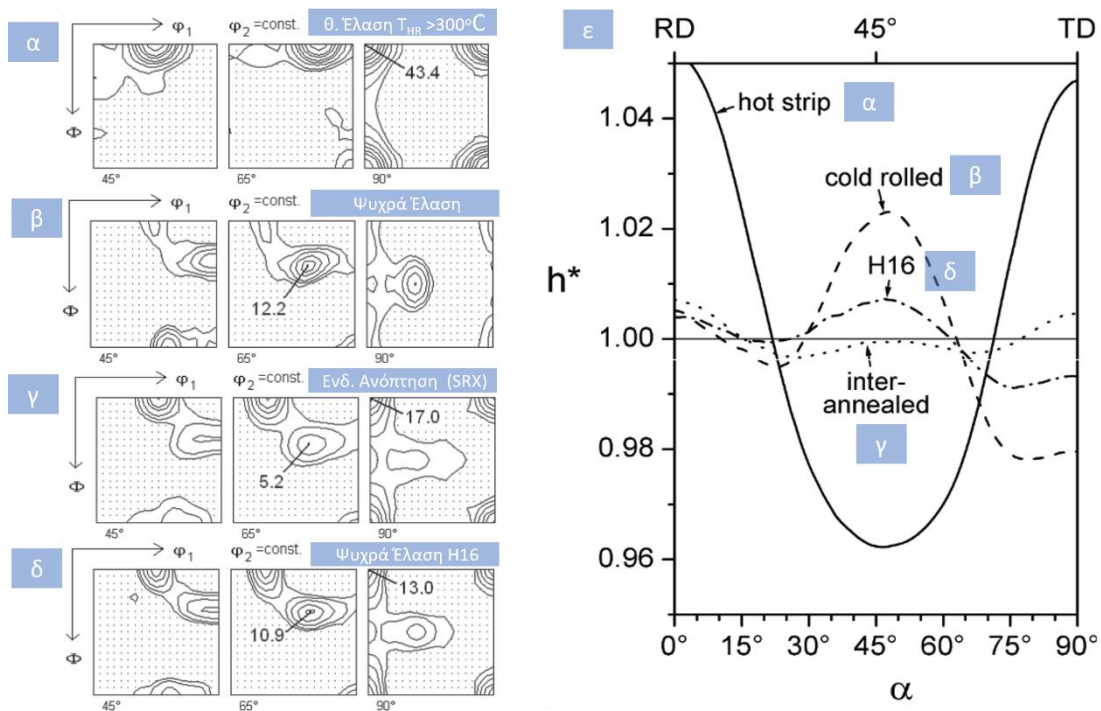 α
φ1
φ2 =const.
θ. Έλαση THR >300°C
43.4
Φ
45°
65°
90°
β
φ1
φ2 =const.
Ψυχρά Έλαση
12.2
Φ
45°
65°
90°
γ
φ1
φ2 =const.
Ενδ. Ανόπτηση (SRX)
17.0
5.2
Φ
45°
65°
90°
δ
φ1
φ2 =const.
Ψυχρά Έλαση H16
13.0
10.9
Φ
45°
65°
90°
ε
RD
45°
TD
hot strip
α
1.04
cold rolled
β
1.02
H16
δ
h*
1.00
inter-
annealed
γ
0.98
0.96
0°
15°
30°
45°
60°
75°
90°
α